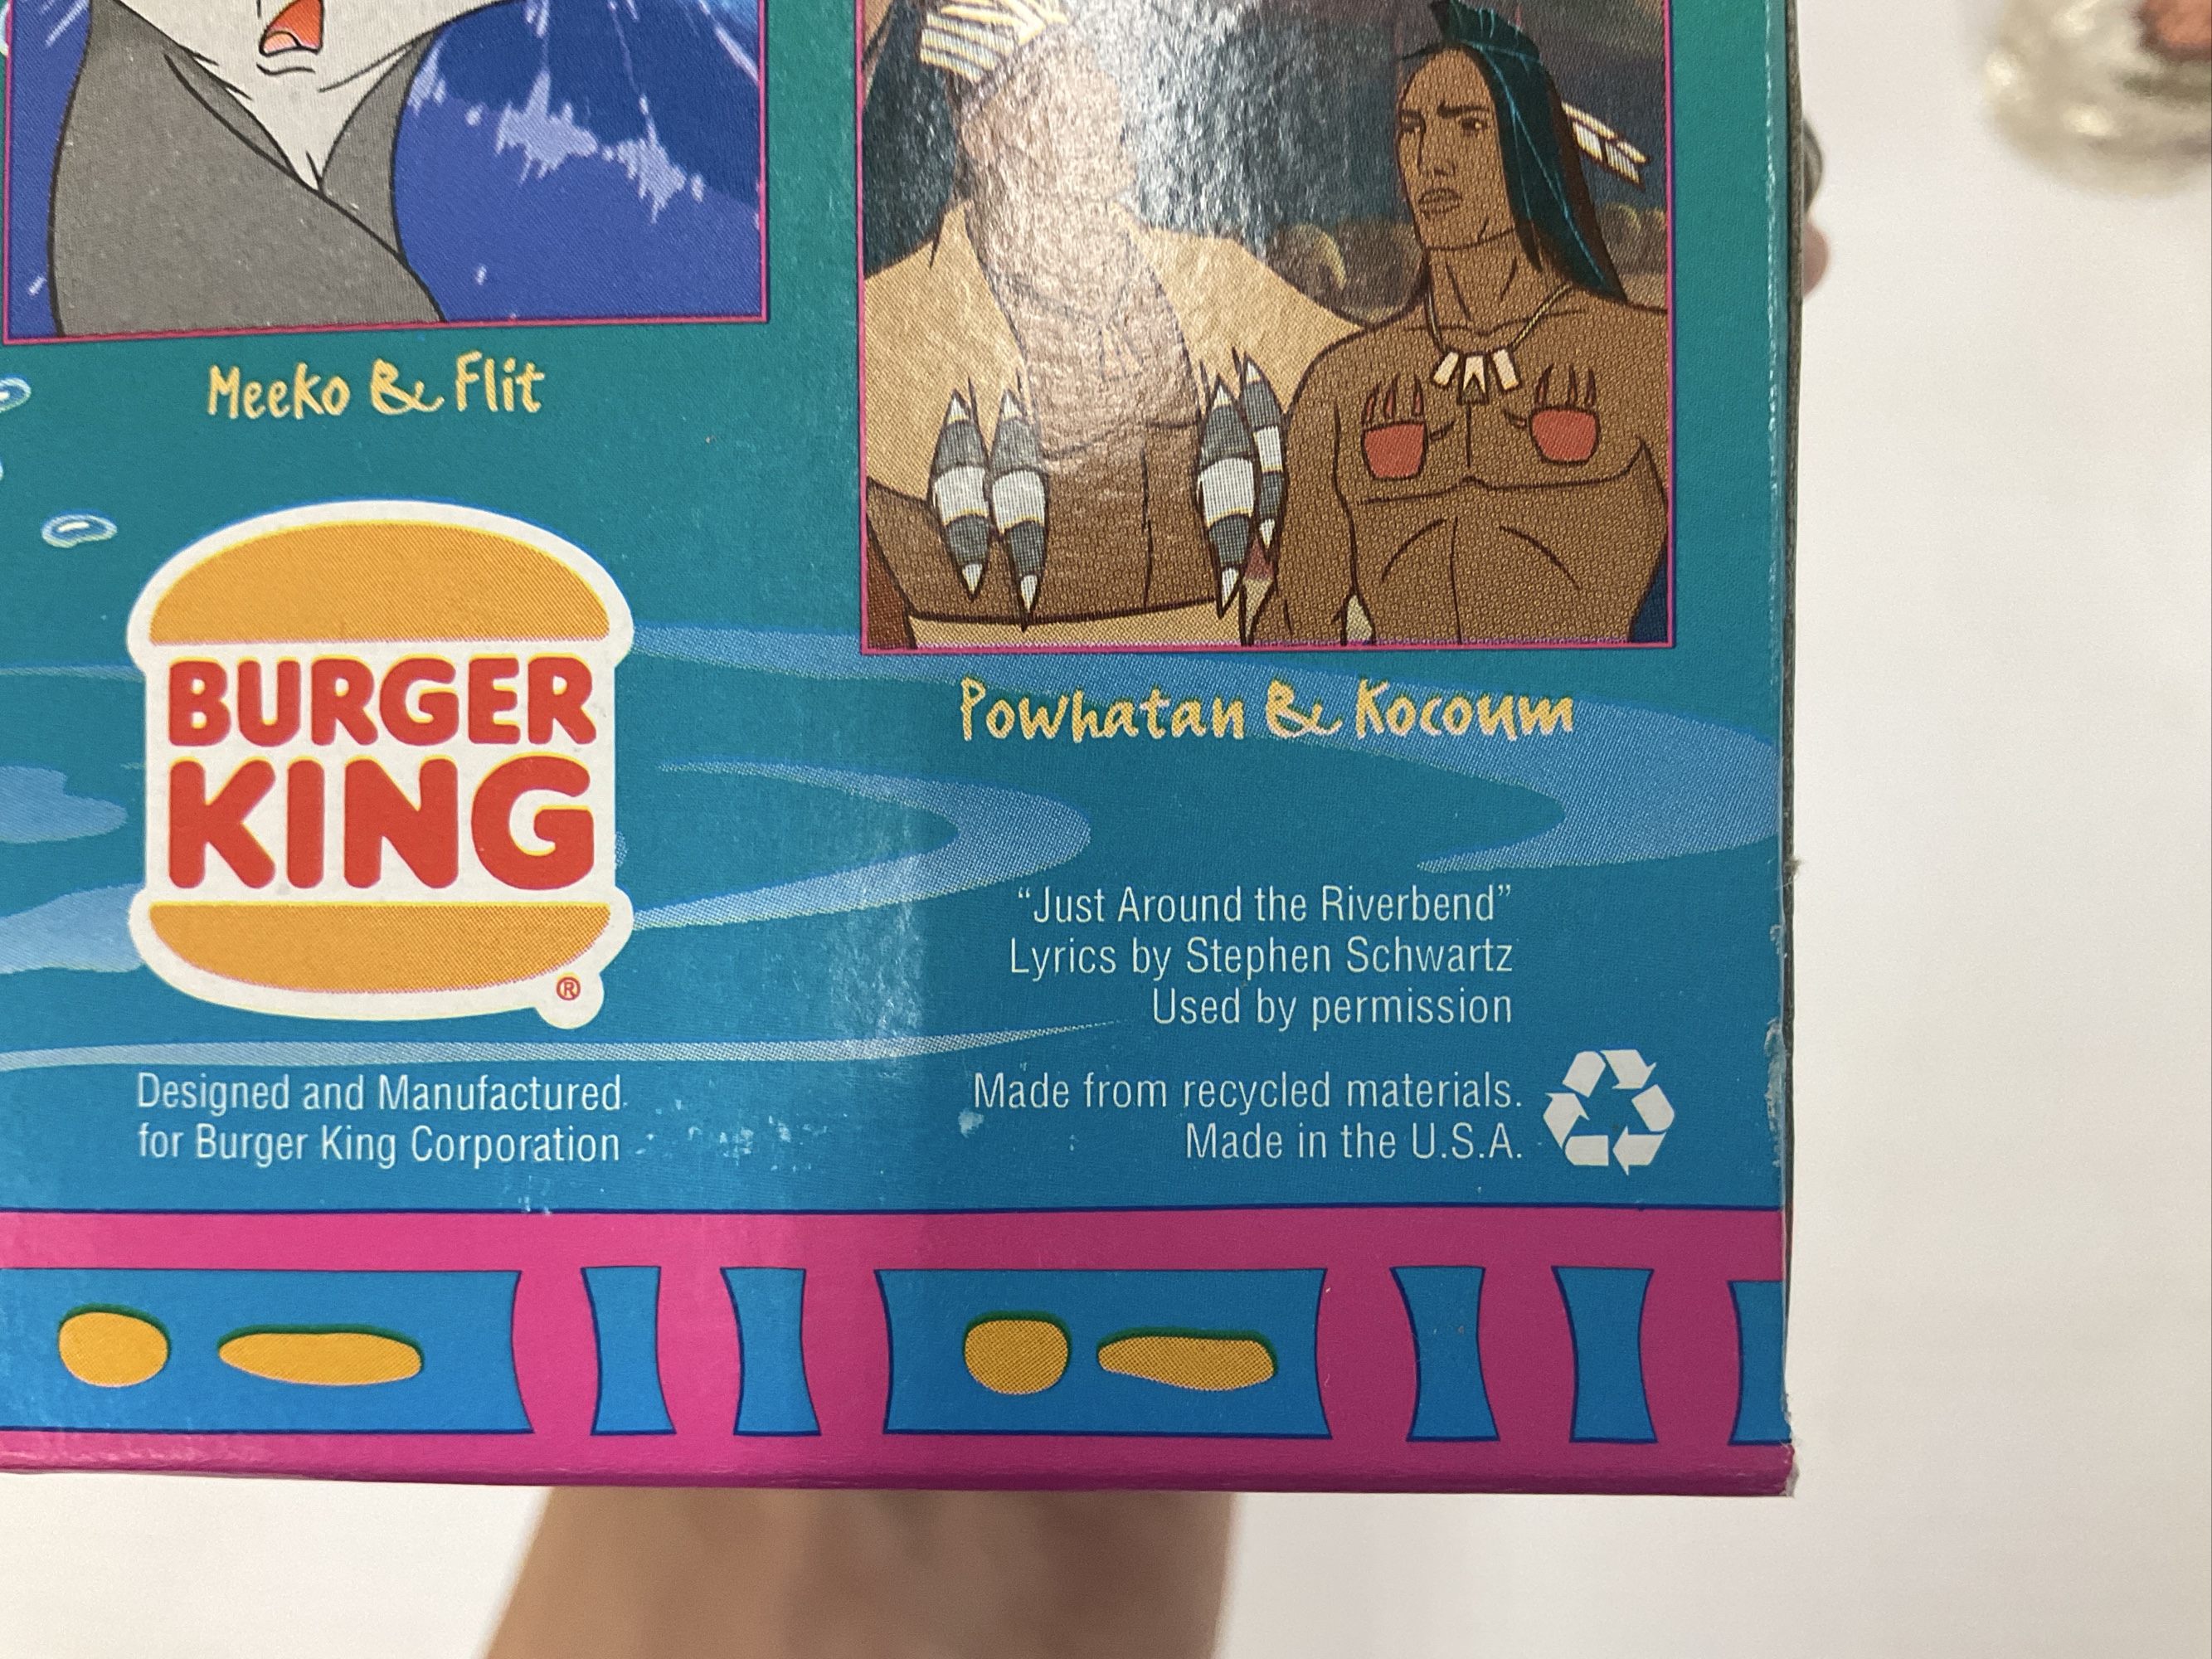 Meeko & Flit
Powhatan & Kocoum
BURGER
KING
®
"Just Around the Riverbend"
Lyrics by Stephen Schwartz
Used by permission
Designed and Manufactured
for Burger King Corporation
Made from recycled materials.
Made in the U.S.A.